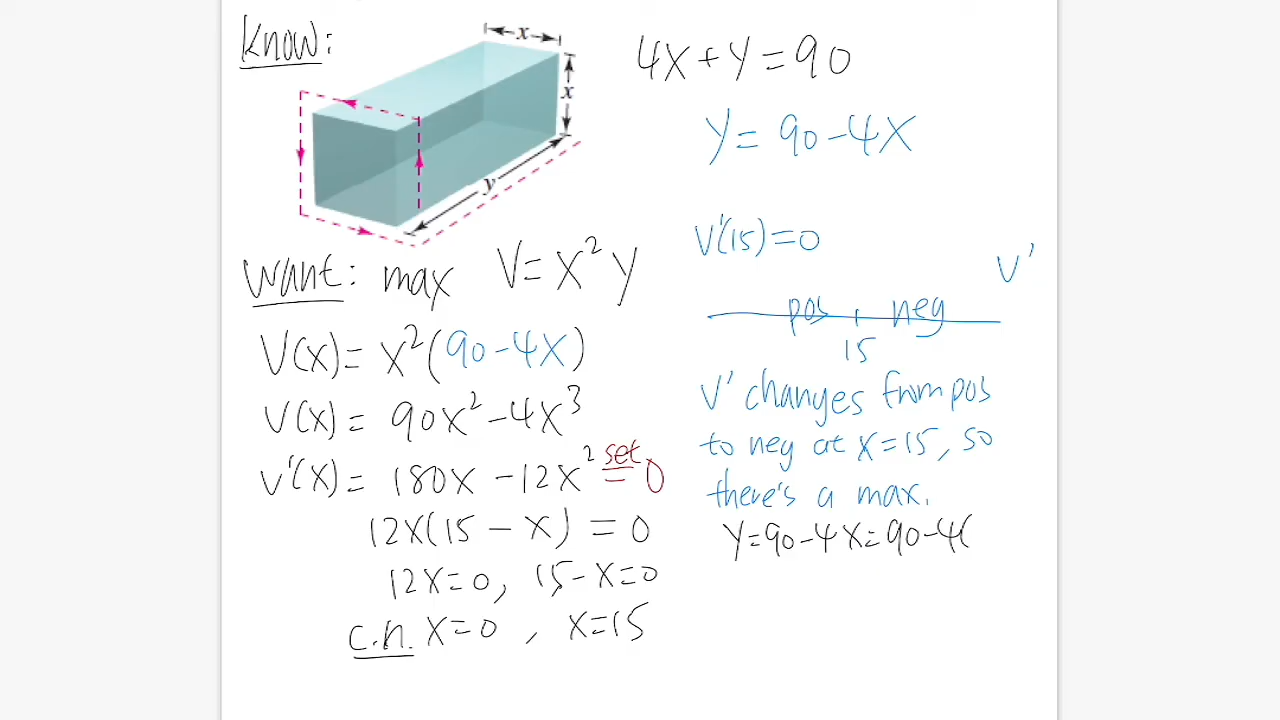 Know:
x
x
y
4x+y=90
y=90-4x
want: max V=x²y
V(x)=x²(90-4x)
V(x)=90x²-4x³
V'(x)=180x-12x² set = 0
12x(15-x)=0
12x=0, 15-x=0
c.n. x=0, x=15
V'(15)=0
V'
pos neg
15
V' changes from pos
to neg at x=15, so
there's a max.
y=90-4x=90-4(